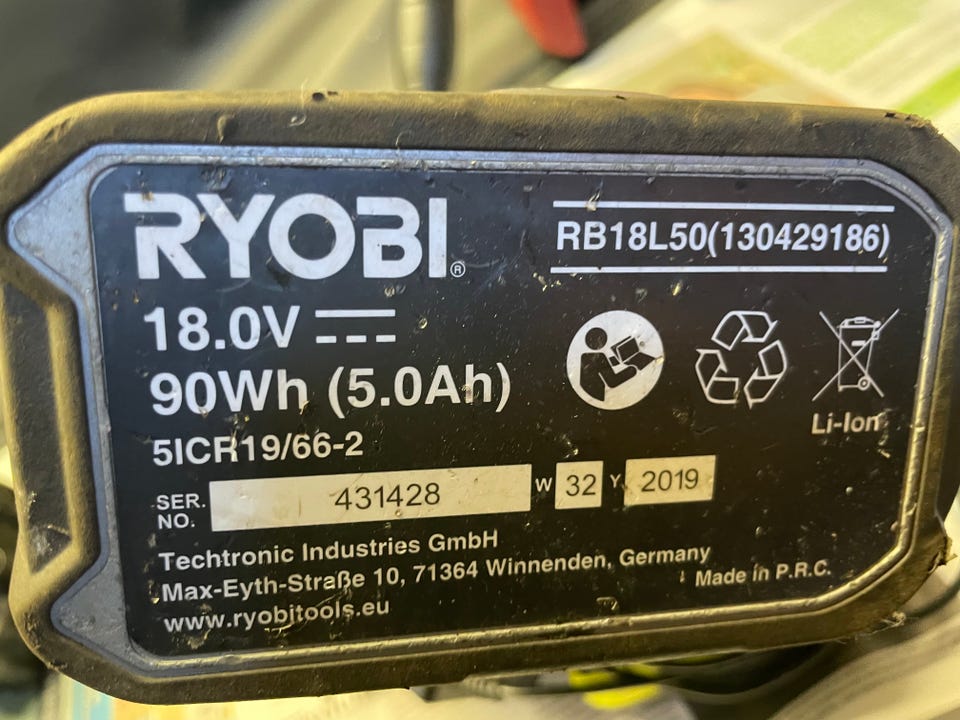 RYOBI®
RB18L50(130429186)
18.0V
90Wh (5.0Ah)
5ICR19/66-2
Li-Ion
SER. NO. 431428 W 32 Y 2019
Techtronic Industries GmbH
Max-Eyth-Straße 10, 71364 Winnenden, Germany
Made in P.R.C.
www.ryobitools.eu